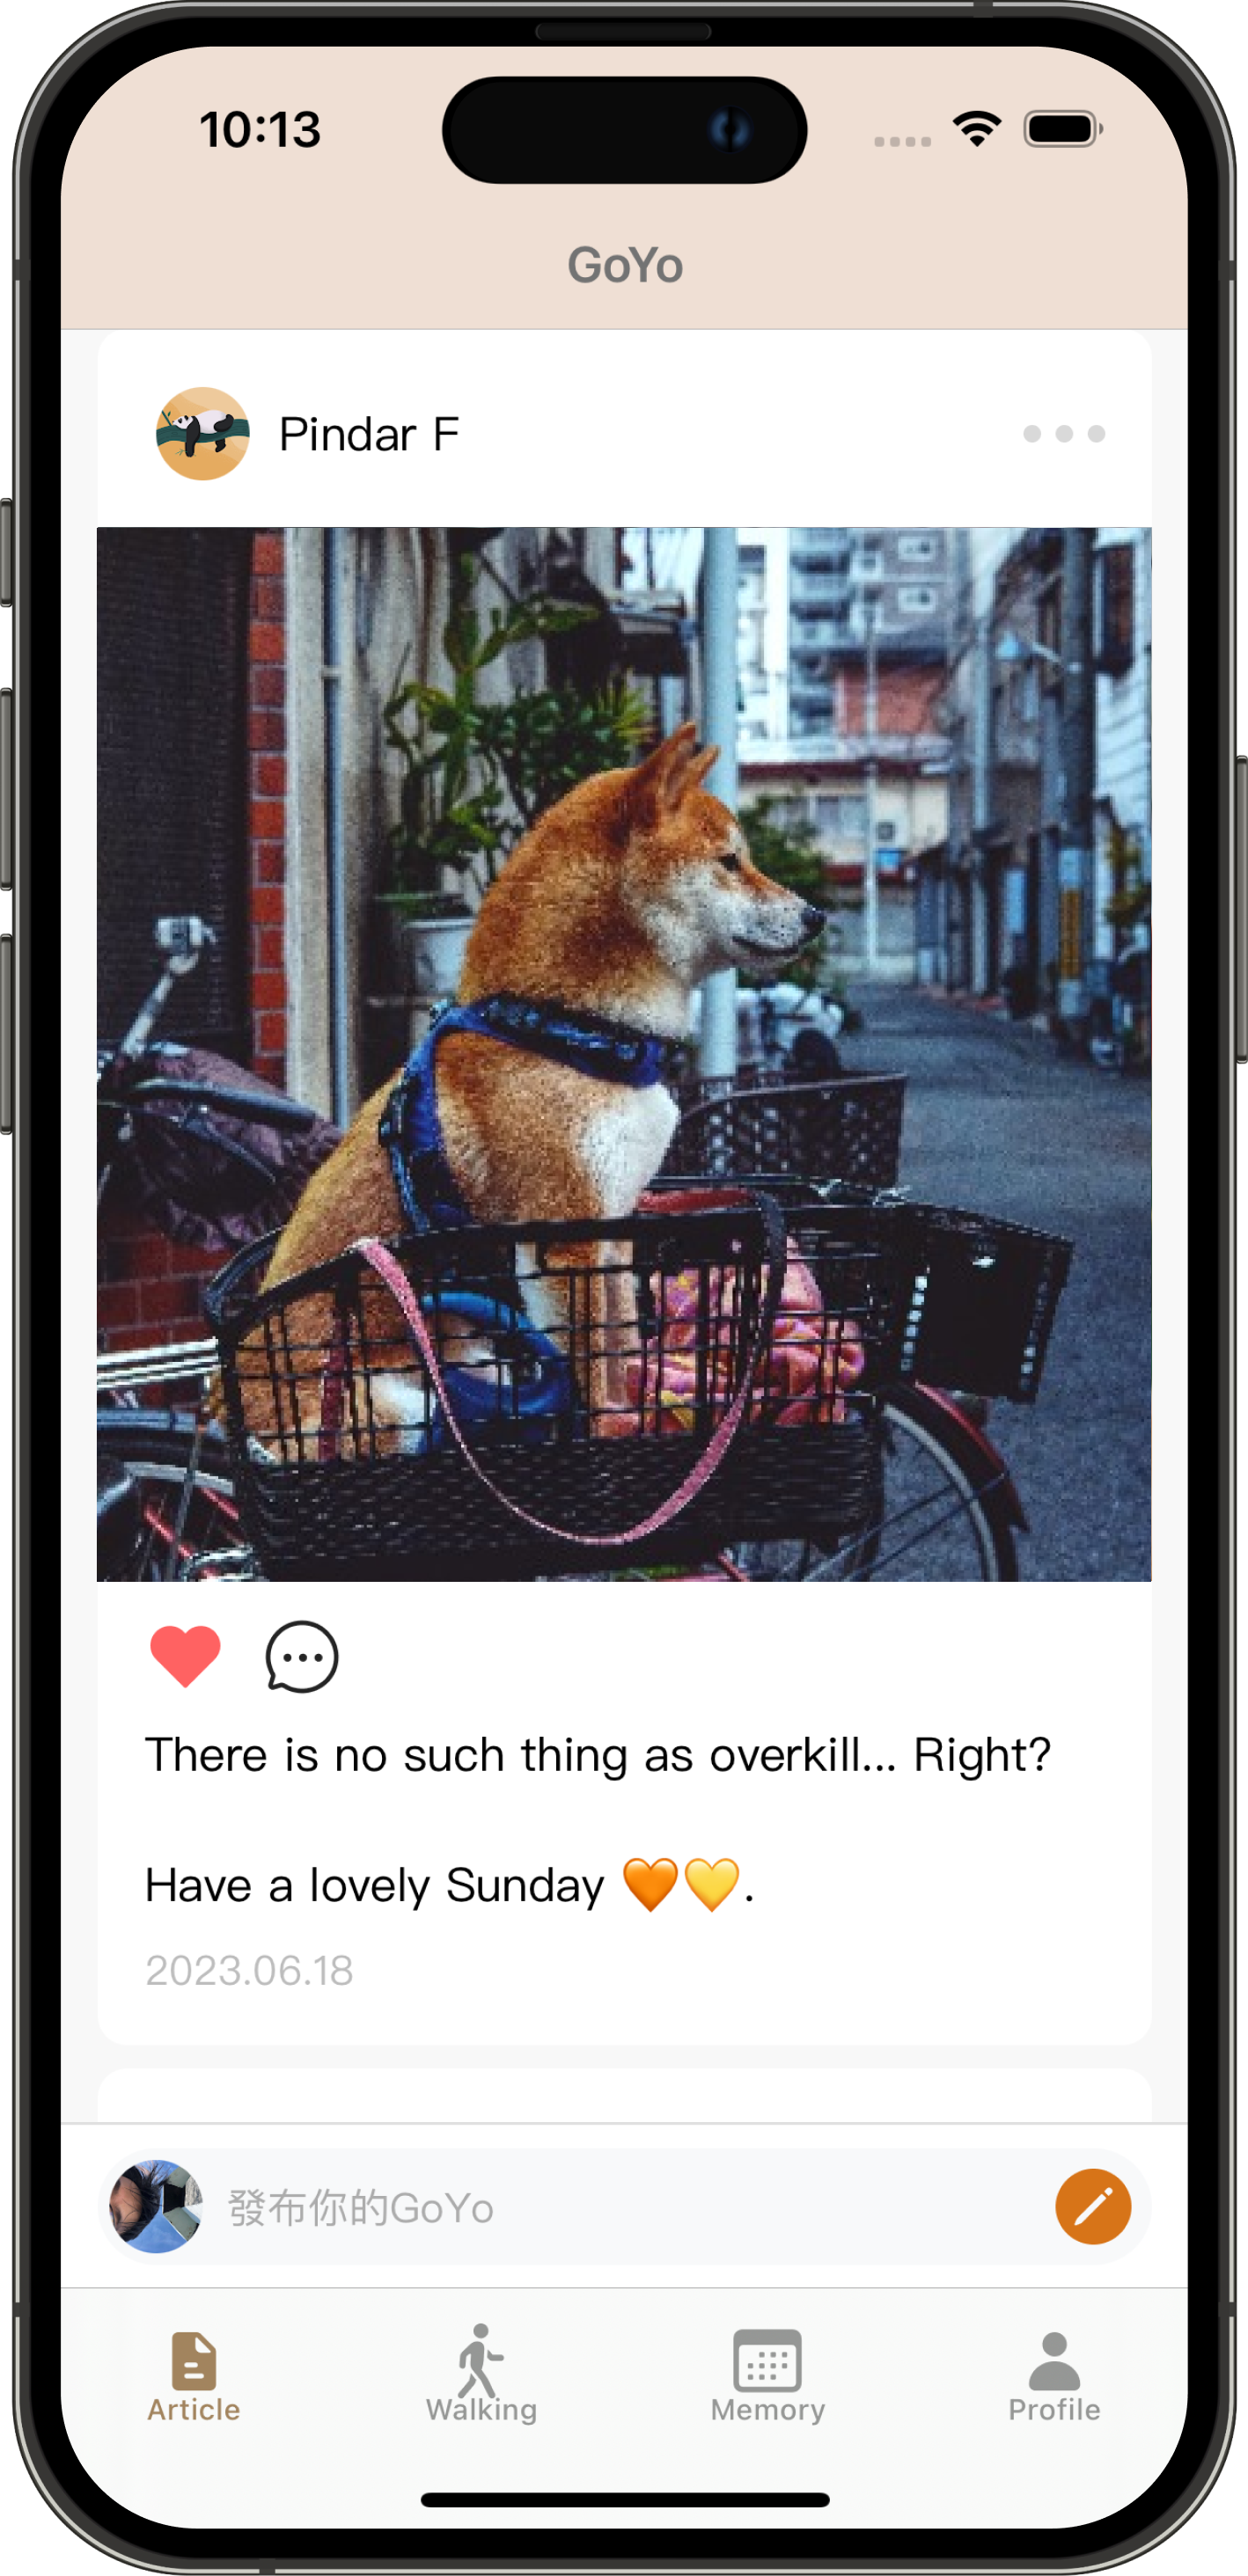 10:13
GoYo
Pindar F
There is no such thing as overkill... Right?
Have a lovely Sunday 🧡💛.
2023.06.18
發布你的GoYo
Article
Walking
Memory
Profile